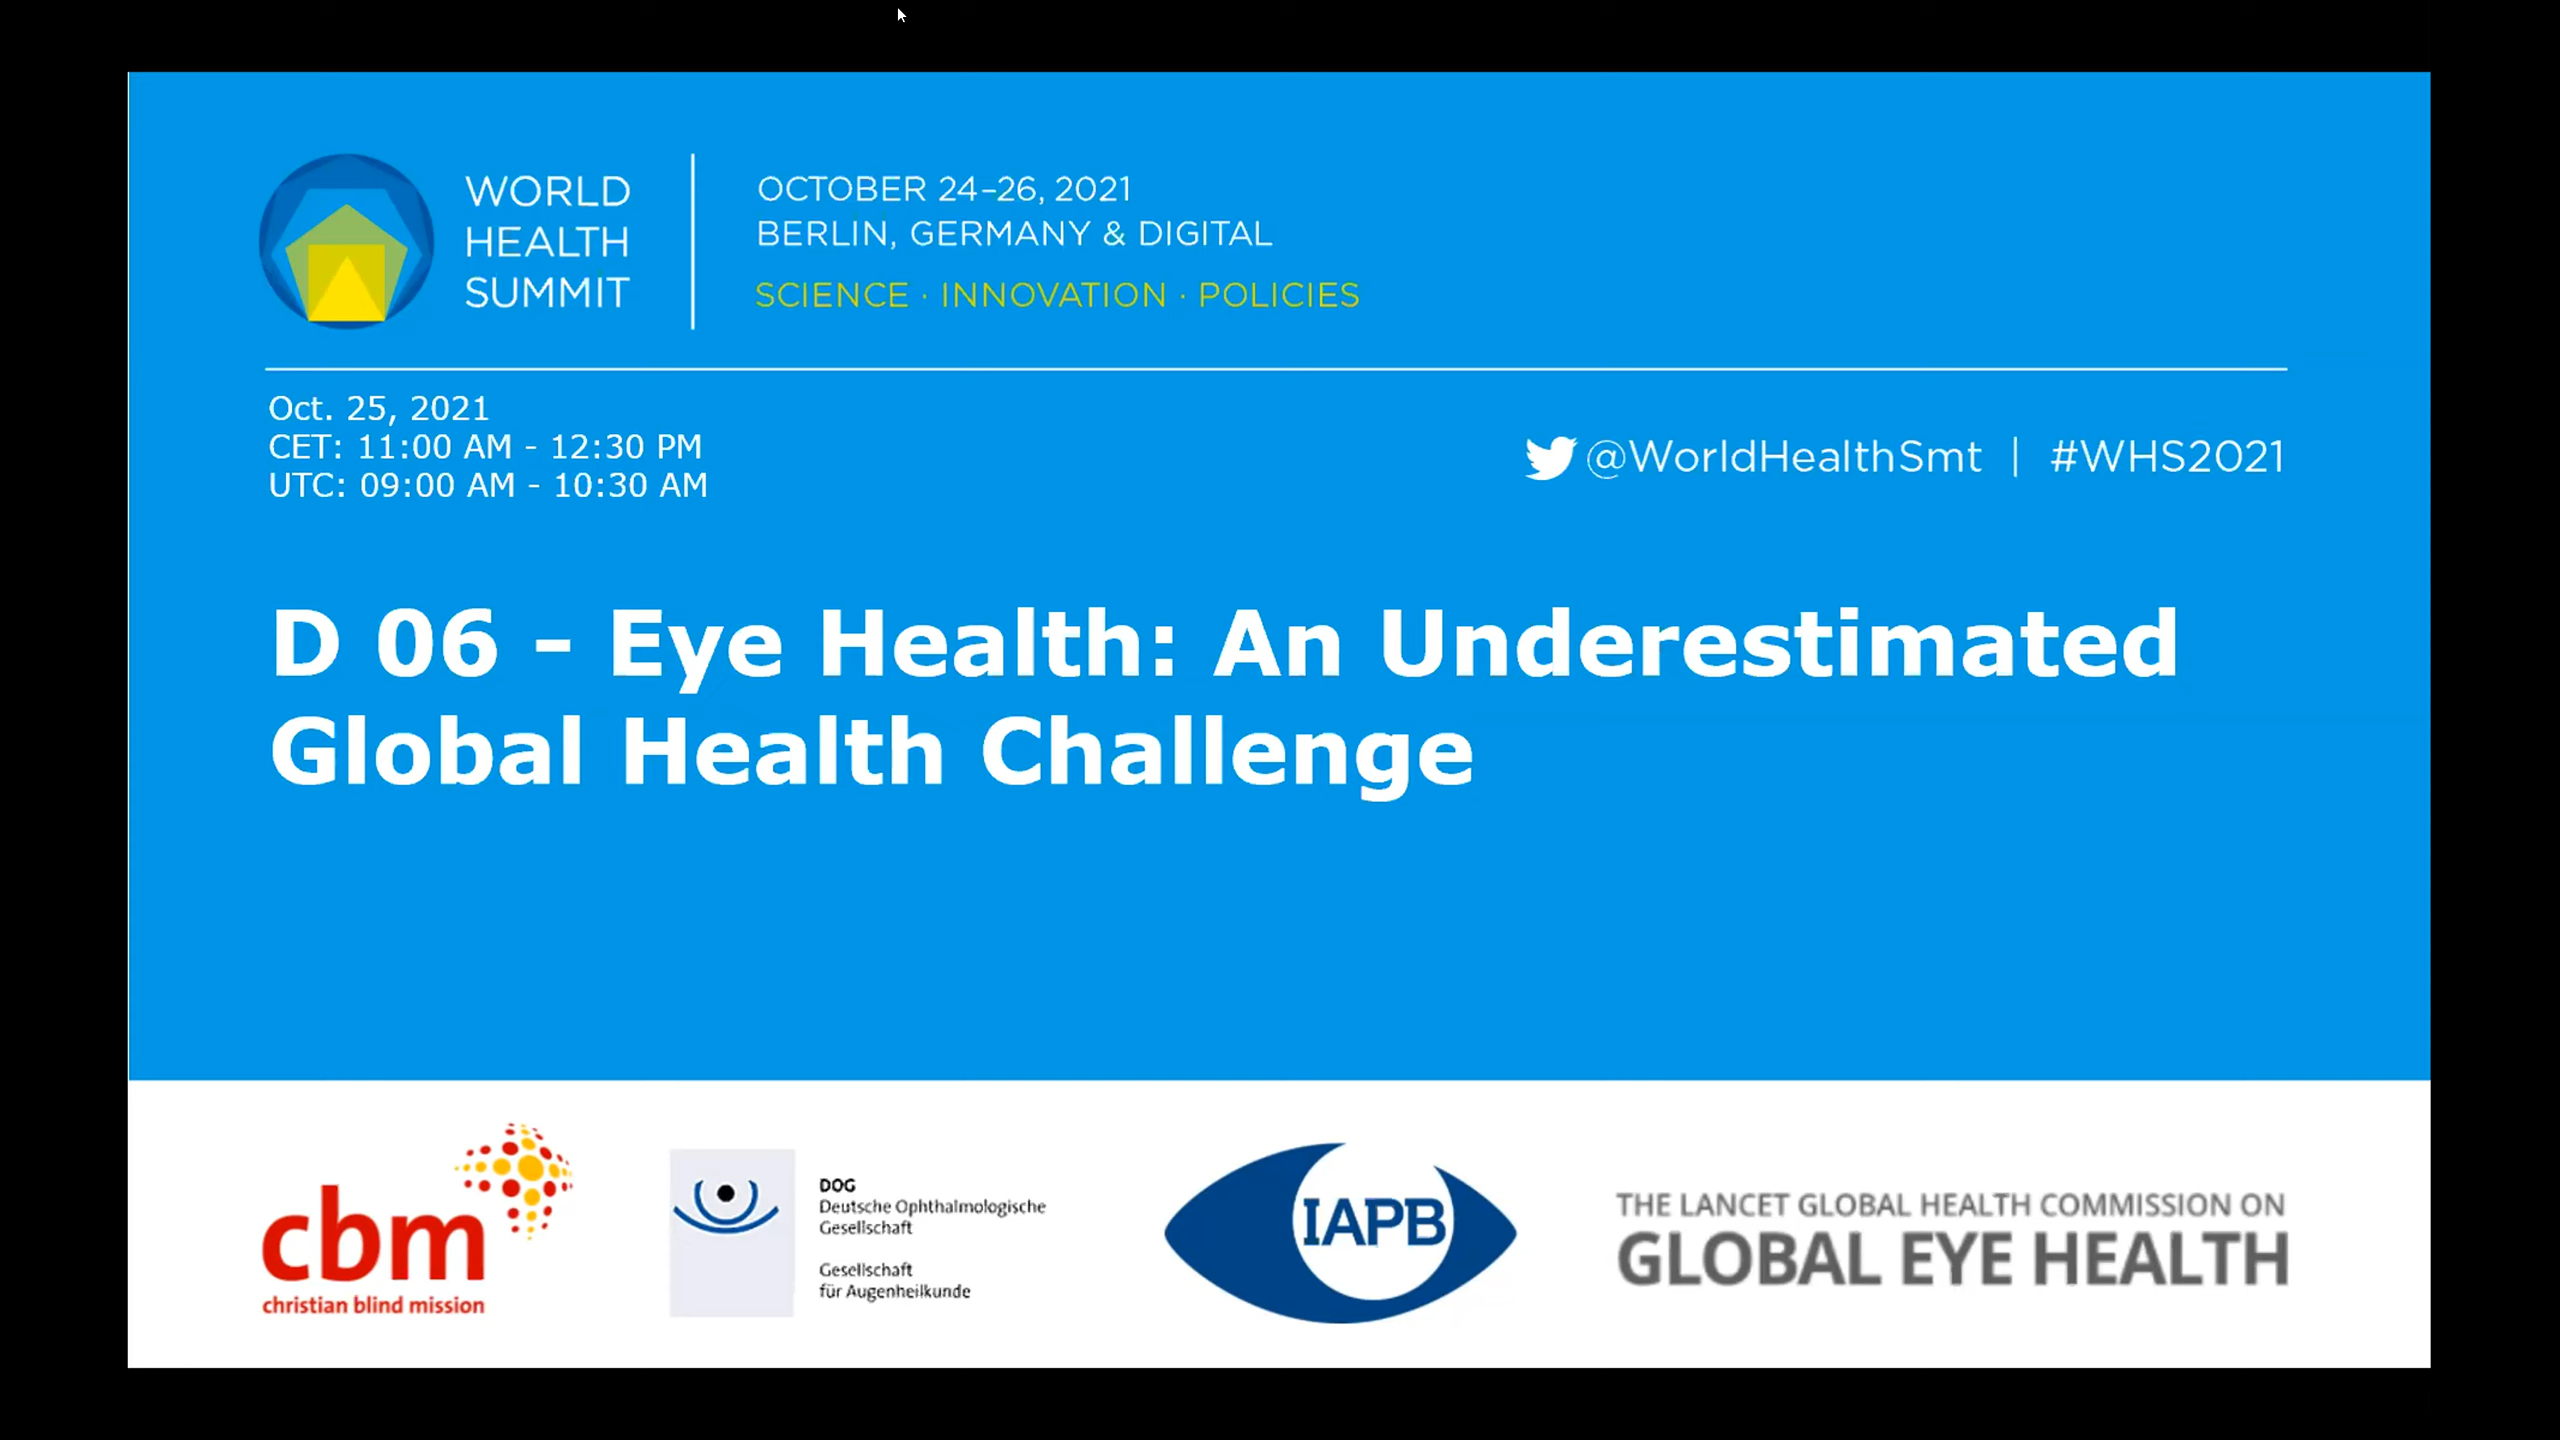 WORLD
HEALTH
SUMMIT
OCTOBER 24–26, 2021
BERLIN, GERMANY & DIGITAL
SCIENCE · INNOVATION · POLICIES
Oct. 25, 2021
CET: 11:00 AM - 12:30 PM
UTC: 09:00 AM - 10:30 AM
@WorldHealthSmt | #WHS2021
D 06 - Eye Health: An Underestimated
Global Health Challenge
cbm
christian blind mission
DOG
Deutsche Ophthalmologische
Gesellschaft
Gesellschaft
für Augenheilkunde
IAPB
THE LANCET GLOBAL HEALTH COMMISSION ON
GLOBAL EYE HEALTH